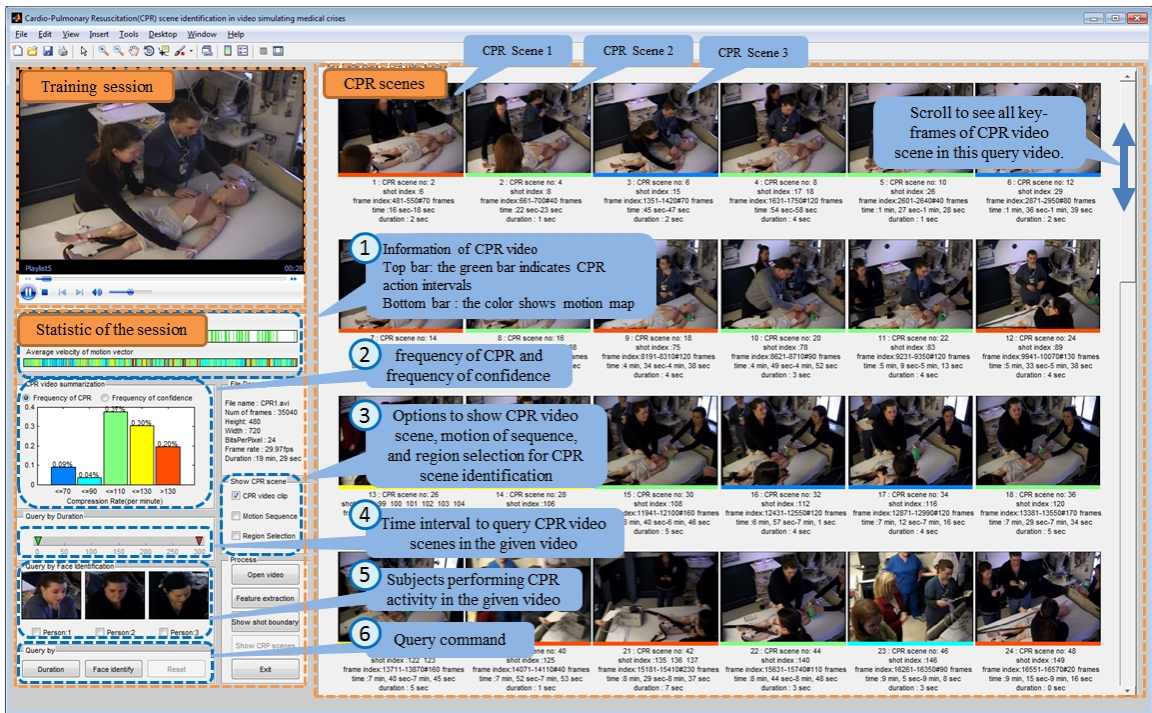 Cardio-Pulmonary Resuscitation(CPR) scene identification in video simulating medical crises
File Edit View Insert Tools Desktop Window Help
CPR Scene 1
CPR Scene 2
CPR Scene 3
Training session
CPR scenes
Scroll to see all key-
frames of CPR video
scene in this query video.
1 : CPR scene no: 2
shot index :6
frame index:481-550#70 frames
time :16 sec-18 sec
duration : 2 sec
2 : CPR scene no: 4
shot index :8
frame index:661-700#40 frames
time :22 sec-23 sec
duration : 1 sec
3 : CPR scene no: 6
shot index :15
frame index:1351-1420#70 frames
time :45 sec-47 sec
duration : 2 sec
4 : CPR scene no: 8
shot index :17 18
frame index:1631-1750#120 frames
time :54 sec-58 sec
duration : 4 sec
5 : CPR scene no: 10
shot index :26
frame index:2601-2640#40 frames
time :1 min, 27 sec-1 min, 28 sec
duration : 1 sec
6 : CPR scene no: 12
shot index :29
frame index:2871-2950#80 frames
time :1 min, 36 sec-1 min, 39 sec
duration : 2 sec
Playlist5
00:28
1
Information of CPR video
Top bar: the green bar indicates CPR
action intervals
Bottom bar : the color shows motion map
Statistic of the session
Average velocity of motion vector
7 : CPR scene no: 14
8 : CPR scene no: 16
9 : CPR scene no: 18
shot index :75
frame index:8191-8310#120 frames
time :4 min, 34 sec-4 min, 38 sec
duration : 4 sec
10 : CPR scene no: 20
shot index :78
frame index:8621-8710#90 frames
time :4 min, 49 sec-4 min, 52 sec
duration : 3 sec
11 : CPR scene no: 22
shot index :83
frame index:9231-9350#120 frames
time :5 min, 9 sec-5 min, 13 sec
duration : 4 sec
12 : CPR scene no: 24
shot index :89
frame index:9941-10070#130 frames
time :5 min, 33 sec-5 min, 38 sec
duration : 4 sec
2
frequency of CPR and
frequency of confidence
CPR video summarization
Frequency of CPR
Frequency of confidence
0.4
0.3
0.2
0.1
0
0.09%
0.04%
0.37%
0.30%
0.20%
<=70 <=90 <=110 <=130 >130
Compression Rate(per minute)
File name : CPR1.avi
Num of frames : 35040
Height: 480
Width : 720
BitsPerPixel : 24
Frame rate : 29.97fps
Duration :19 min, 29 sec
3
Options to show CPR video
scene, motion of sequence,
and region selection for CPR
scene identification
Show CPR scene
CPR video clip
Motion Sequence
Region Selection
13 : CPR scene no: 26
99 100 101 102 103 104
14 : CPR scene no: 28
shot index :106
15 : CPR scene no: 30
shot index :108
frame index:11941-12100#160 frames
min, 40 sec-6 min, 46 sec
duration : 5 sec
16 : CPR scene no: 32
shot index :112
frame index:12431-12550#120 frames
time :6 min, 57 sec-7 min, 1 sec
duration : 4 sec
17 : CPR scene no: 34
shot index :116
frame index:12871-12990#120 frames
time :7 min, 12 sec-7 min, 16 sec
duration : 4 sec
18 : CPR scene no: 36
shot index :120
frame index:13381-13550#170 frames
time :7 min, 29 sec-7 min, 34 sec
duration : 5 sec
4
Time interval to query CPR video
scenes in the given video
Query by Duration
0 50 100 150 200 250 300
Process
Open video
Feature extraction
Show shot boundary
Show CRP scenes
Exit
5
Subjects performing CPR
activity in the given video
Query by Face Identification
Person:1
Person:2
Person:3
6
Query command
Query by
Duration
Face identify
Reset
shot index :122 123
frame index:13711-13870#160 frames
time :7 min, 40 sec-7 min, 45 sec
duration : 5 sec
no: 40
shot index :125
frame index:14071-14110#40 frames
time :7 min, 52 sec-7 min, 53 sec
duration : 1 sec
21 : CPR scene no: 42
shot index :135 136 137
frame index:15181-15410#230 frames
time :8 min, 29 sec-8 min, 37 sec
duration : 7 sec
22 : CPR scene no: 44
shot index :140
frame index:15631-15740#110 frames
time :8 min, 44 sec-8 min, 48 sec
duration : 3 sec
23 : CPR scene no: 46
shot index :146
frame index:16261-16350#90 frames
time :9 min, 5 sec-9 min, 8 sec
duration : 3 sec
24 : CPR scene no: 48
shot index :149
frame index:16551-16570#20 frames
time :9 min, 15 sec-9 min, 16 sec
duration : 0 sec